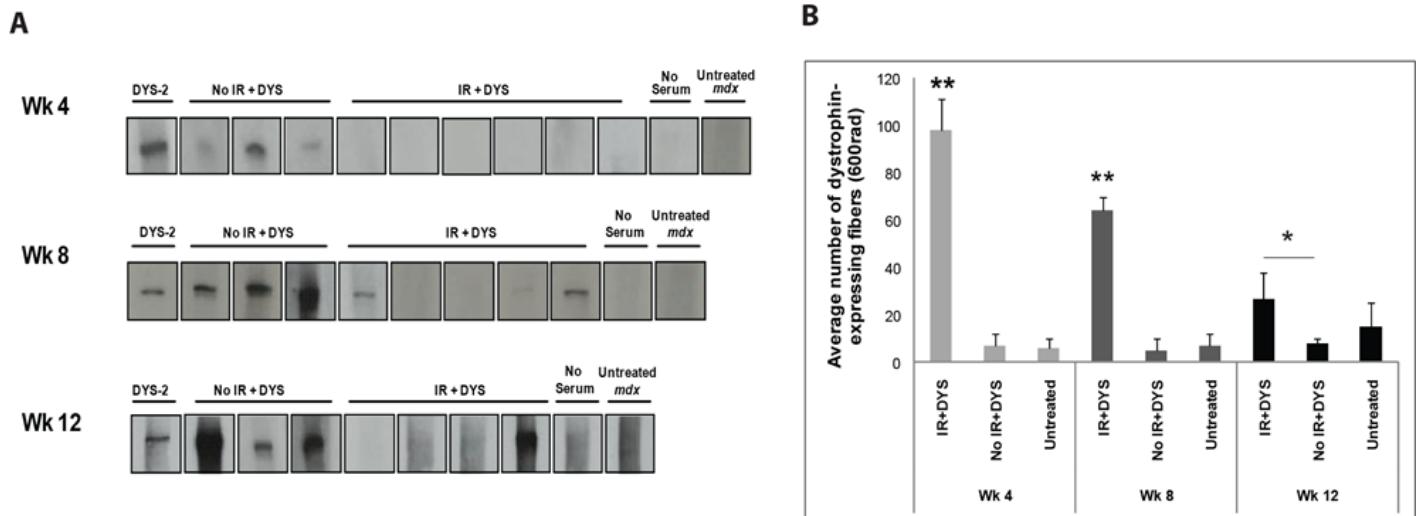 A
Wk 4
DYS-2 No IR + DYS IR + DYS No Serum Untreated mdx
Wk 8
DYS-2 No IR + DYS IR + DYS No Serum Untreated mdx
Wk 12
DYS-2 No IR + DYS IR + DYS No Serum Untreated mdx
B
Average number of dystrophin-
expressing fibers (600rad)
120
100
80
60
40
20
0
**
**
*
IR+DYS
No IR+DYS
Untreated
IR+DYS
No IR+DYS
Untreated
IR+DYS
No IR+DYS
Untreated
Wk 4 Wk 8 Wk 12